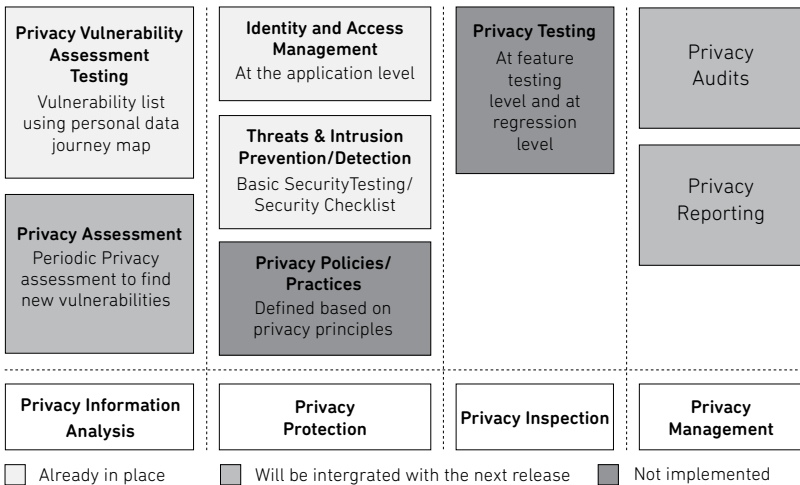 Privacy Vulnerability
Assessment
Testing
Vulnerability list
using personal data
journey map
Privacy Assessment
Periodic Privacy
assessment to find
new vulnerabilities
Identity and Access
Management
At the application level
Threats & Intrusion
Prevention/Detection
Basic SecurityTesting/
Security Checklist
Privacy Policies/
Practices
Defined based on
privacy principles
Privacy Testing
At feature
testing
level and at
regression
level
Privacy
Audits
Privacy
Reporting
Privacy Information
Analysis
Privacy
Protection
Privacy Inspection
Privacy
Management
Already in place
Will be intergrated with the next release
Not implemented